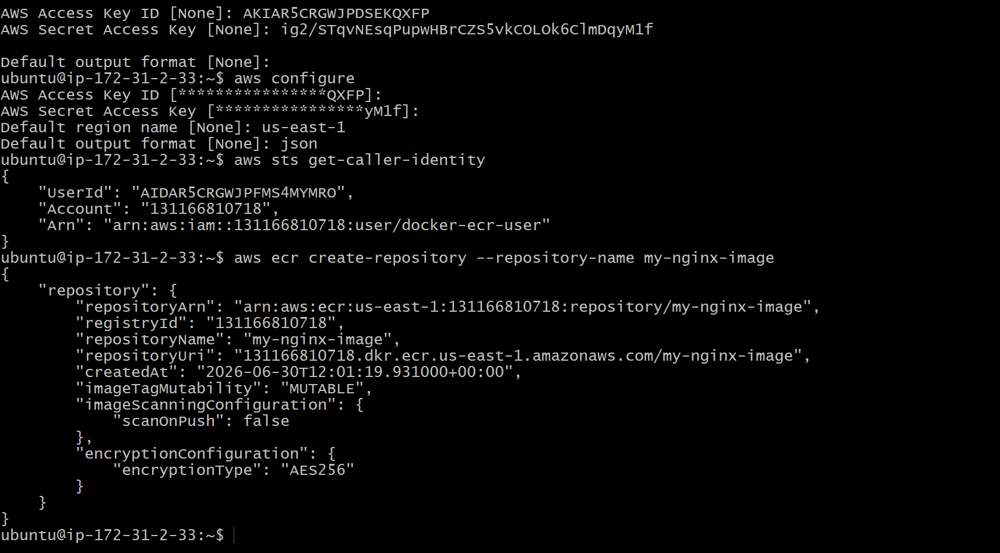 AWS Access Key ID [None]: AKIAR5CRGWJPDSEKQXFP
AWS Secret Access Key [None]: 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
Default output format [None]:
ubuntu@ip-172-31-2-33:~$ aws configure
AWS Access Key ID [****************QXFP]:
AWS Secret Access Key [****************yM1f]:
Default region name [None]: us-east-1
Default output format [None]: json
ubuntu@ip-172-31-2-33:~$ aws sts get-caller-identity
{
    "UserId": "AIDAR5CRGWJPFMS4MYMRO",
    "Account": "131166810718",
    "Arn": "arn:aws:iam::131166810718:user/docker-ecr-user"
}
ubuntu@ip-172-31-2-33:~$ aws ecr create-repository --repository-name my-nginx-image
{
    "repository": {
        "repositoryArn": "arn:aws:ecr:us-east-1:131166810718:repository/my-nginx-image",
        "registryId": "131166810718",
        "repositoryName": "my-nginx-image",
        "repositoryUri": "131166810718.dkr.ecr.us-east-1.amazonaws.com/my-nginx-image",
        "createdAt": "2026-06-30T12:01:19.931000+00:00",
        "imageTagMutability": "MUTABLE",
        "imageScanningConfiguration": {
            "scanOnPush": false
        },
        "encryptionConfiguration": {
            "encryptionType": "AES256"
        }
    }
}
ubuntu@ip-172-31-2-33:~$